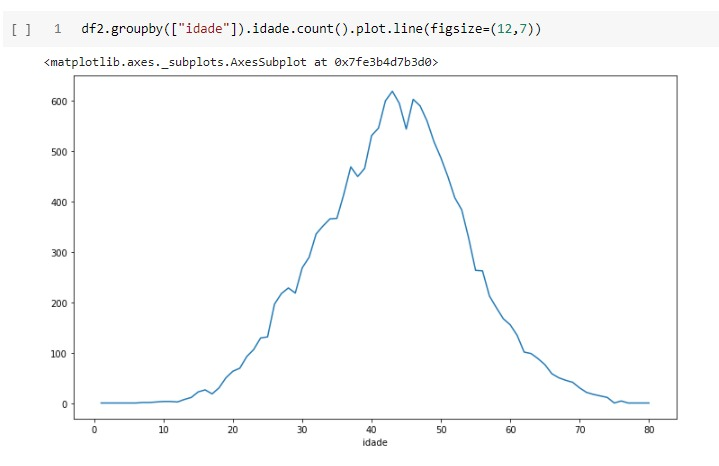 [ ] 1 df2.groupby(["idade"]).idade.count().plot.line(figsize=(12,7))
<matplotlib.axes._subplots.AxesSubplot at 0x7fe3b4d7b3d0>
600
500
400
300
200
100
0
0 10 20 30 40 50 60 70 80
idade